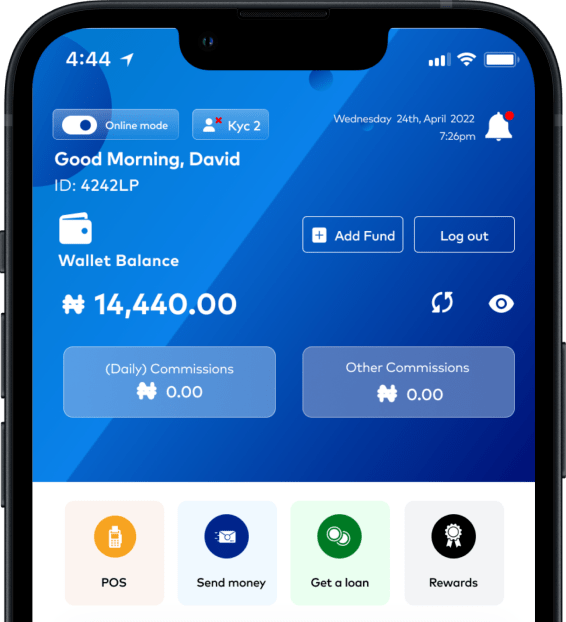 4:44
Online mode
Kyc 2
Wednesday 24th, April 2022
7:26pm
Good Morning, David
ID: 4242LP
Add Fund
Log out
Wallet Balance
₦ 14,440.00
(Daily) Commissions
₦ 0.00
Other Commissions
₦ 0.00
POS
Send money
Get a loan
Rewards